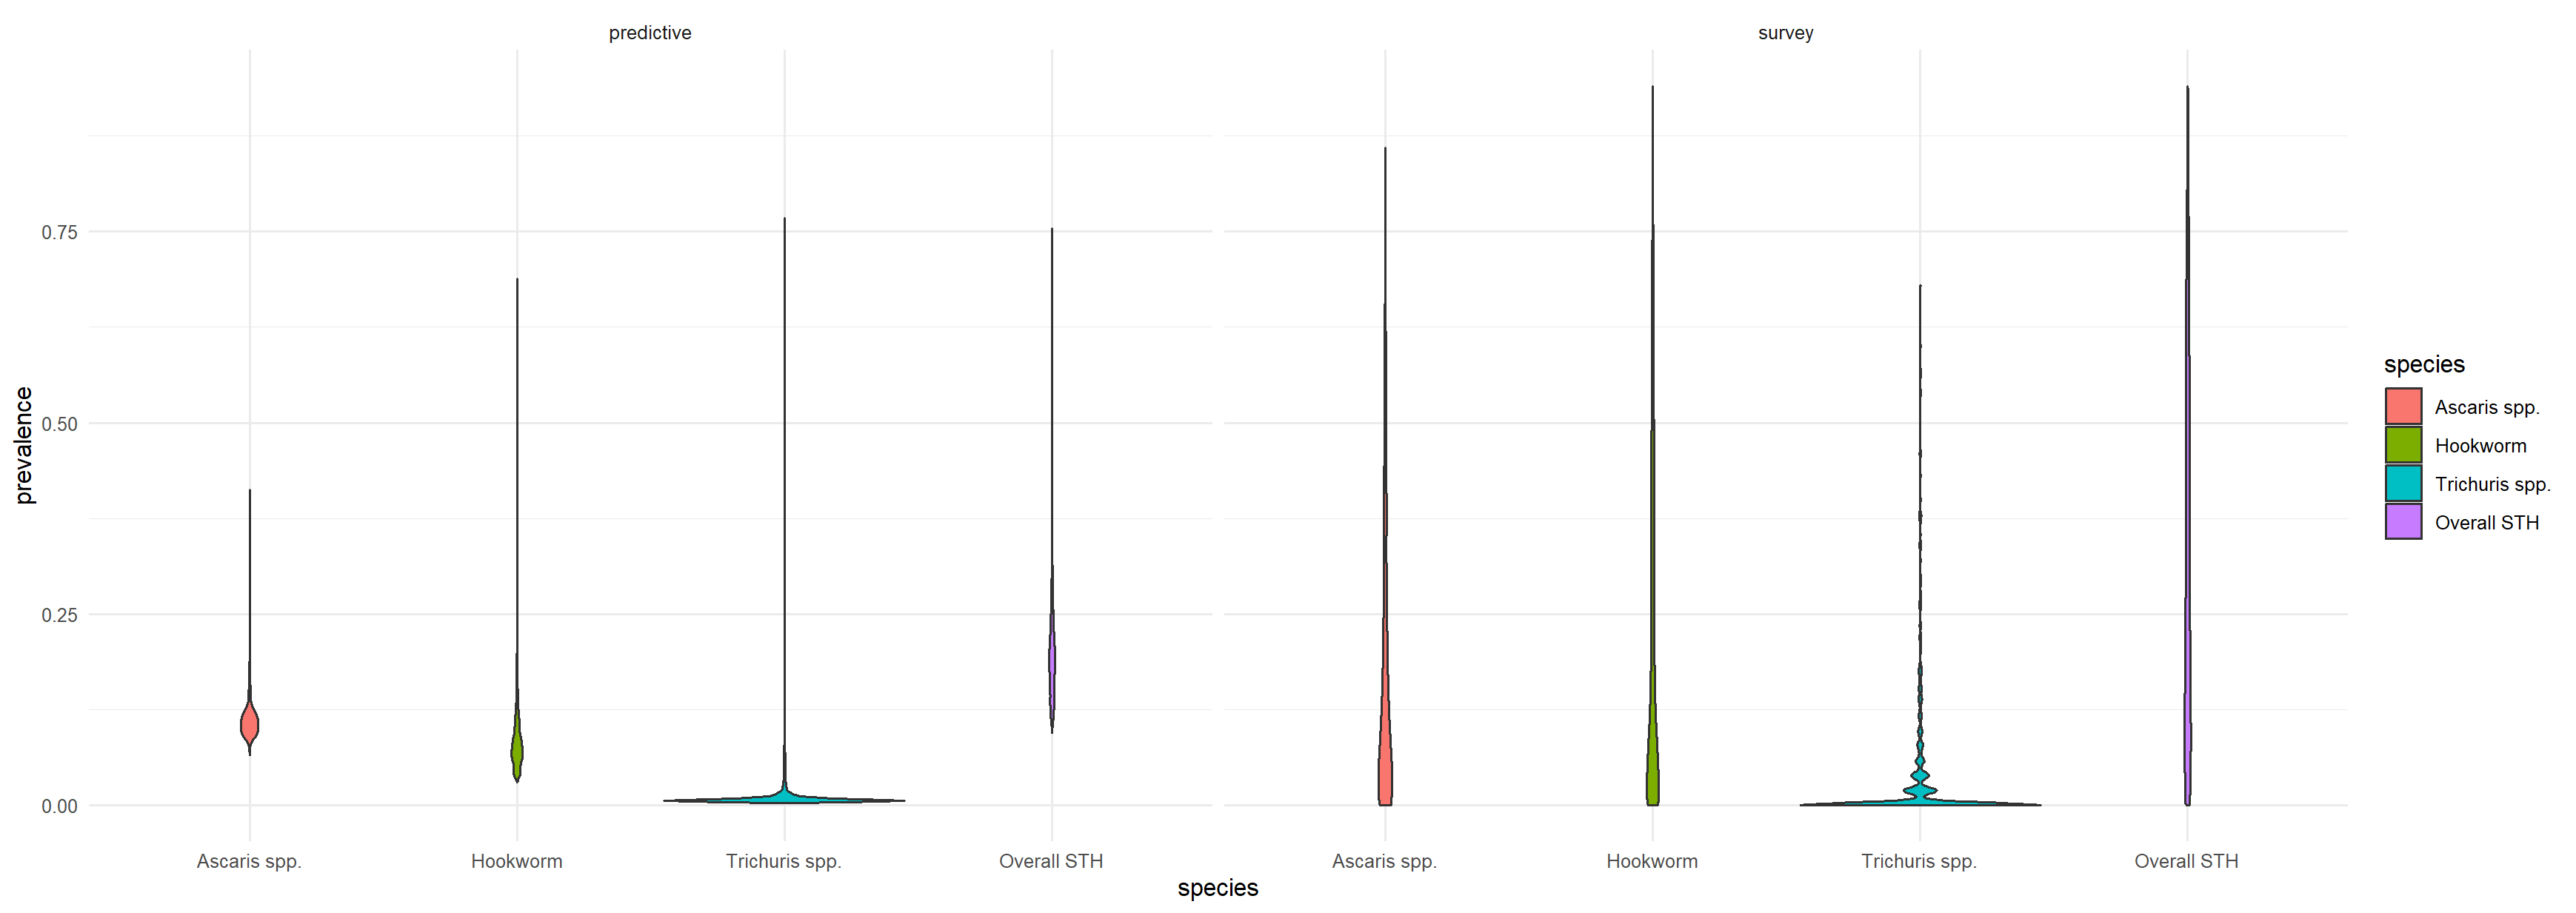 predictive
survey
prevalence
0.75
0.50
0.25
0.00
Ascaris spp.
Hookworm
Trichuris spp.
Overall STH
Ascaris spp.
Hookworm
Trichuris spp.
Overall STH
species
species
Ascaris spp.
Hookworm
Trichuris spp.
Overall STH